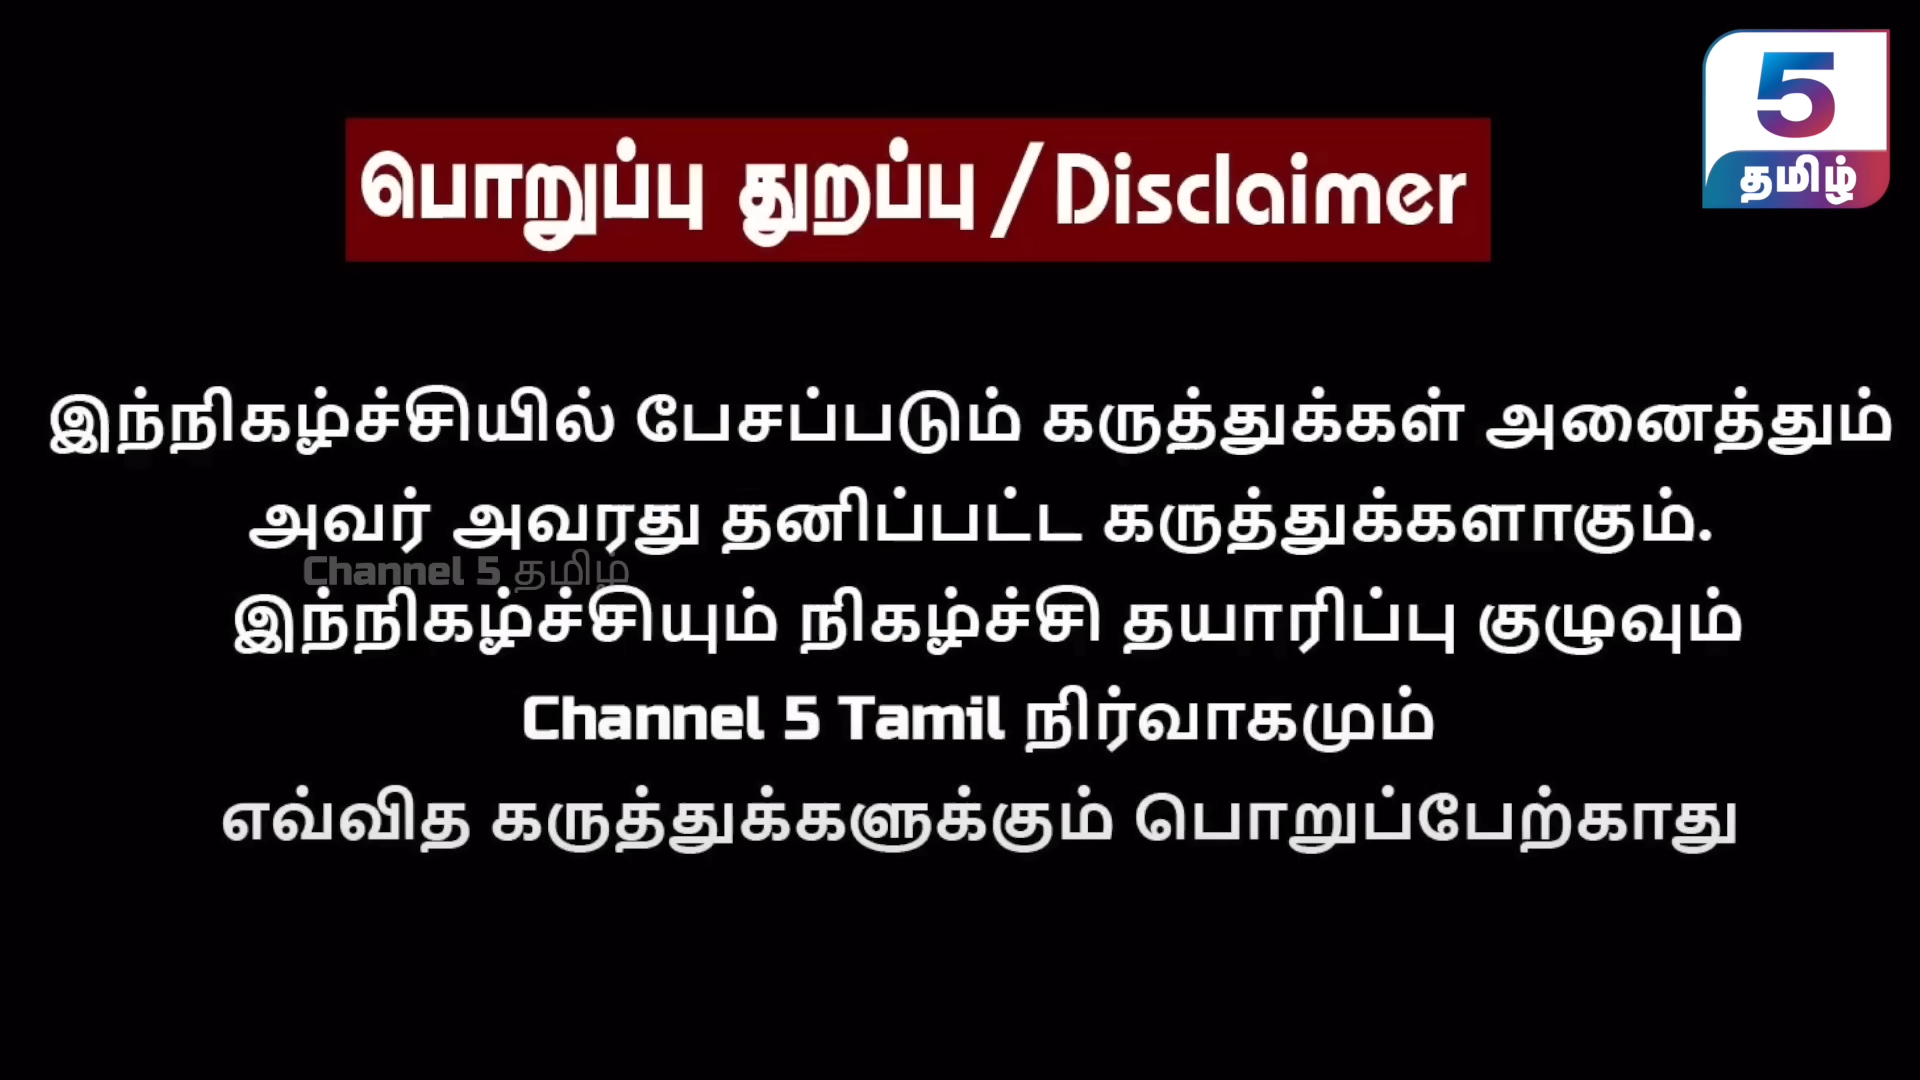 5
தமிழ்
பொறுப்பு துறப்பு / Disclaimer
இந்நிகழ்ச்சியில் பேசப்படும் கருத்துக்கள் அனைத்தும்
அவர் அவரது தனிப்பட்ட கருத்துக்களாகும்.
Channel 5 தமிழ்
இந்நிகழ்ச்சியும் நிகழ்ச்சி தயாரிப்பு குழுவும்
Channel 5 Tamil நிர்வாகமும்
எவ்வித கருத்துக்களுக்கும் பொறுப்பேற்காது